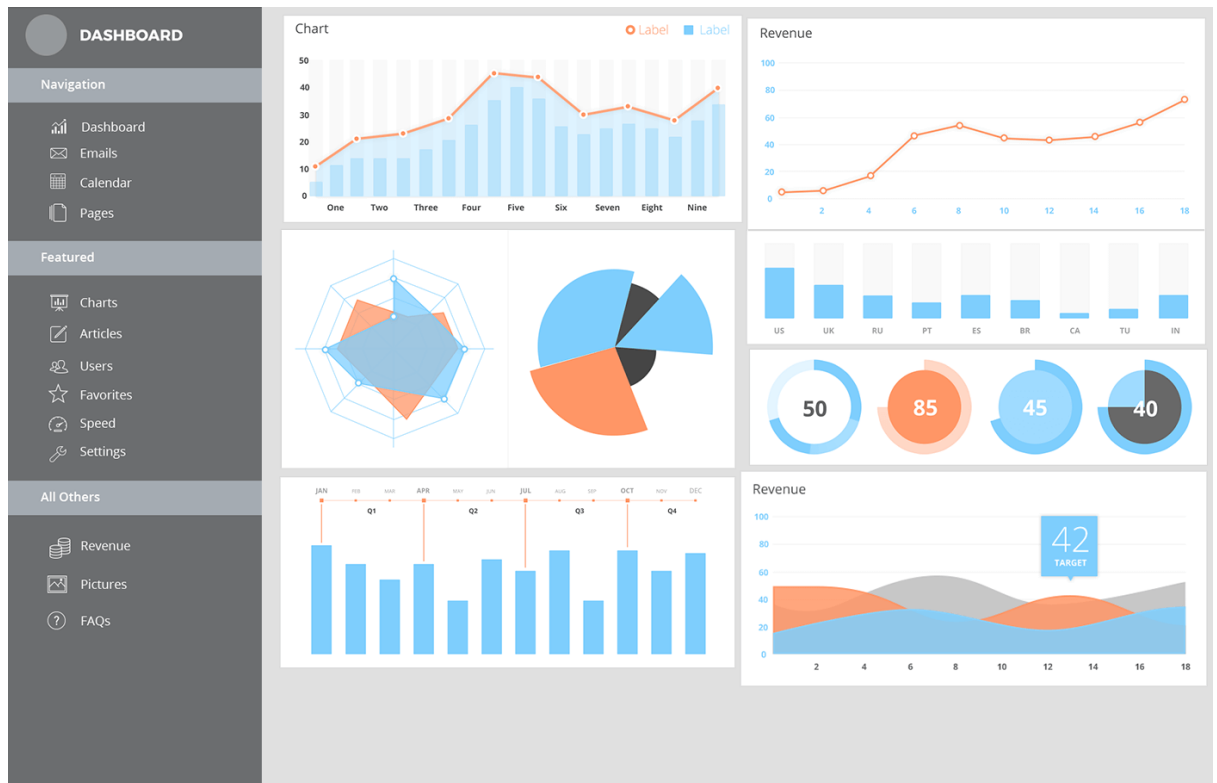 DASHBOARD
Navigation
Dashboard
Emails
Calendar
Pages
Featured
Charts
Articles
Users
Favorites
Speed
Settings
All Others
Revenue
Pictures
? FAQs
Chart
Label Label
50
40
30
20
10
0
One Two Three Four Five Six Seven Eight Nine
Revenue
100
80
60
40
20
0
2 4 6 8 10 12 14 16 18
US UK RU PT ES BR CA TU IN
50 85 45 40
JAN FEB MAR APR MAY JUN JUL AUG SEP OCT NOV DEC
Q1 Q2 Q3 Q4
Revenue
100
80
60
40
20
0
42
TARGET
2 4 6 8 10 12 14 16 18